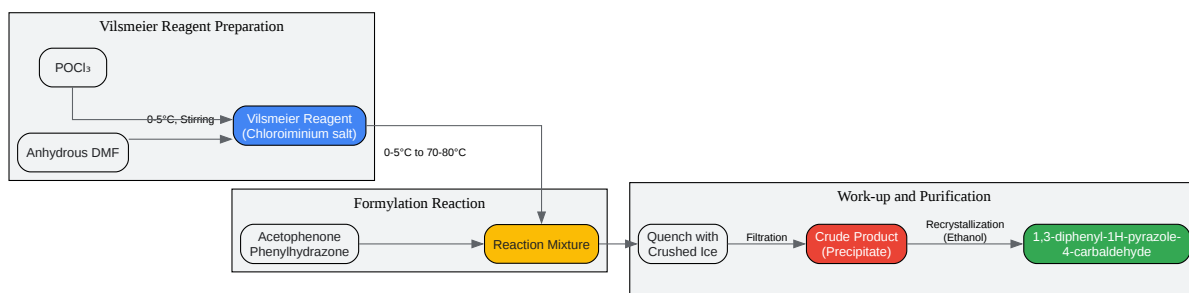 Vilsmeier Reagent Preparation
POCl₃
0-5°C, Stirring
Anhydrous DMF
Vilsmeier Reagent
(Chloroiminium salt)
0-5°C to 70-80°C
Formylation Reaction
Acetophenone
Phenylhydrazone
Reaction Mixture
Work-up and Purification
Quench with
Crushed Ice
Filtration
Crude Product
(Precipitate)
Recrystallization
(Ethanol)
1,3-diphenyl-1H-pyrazole-
4-carbaldehyde